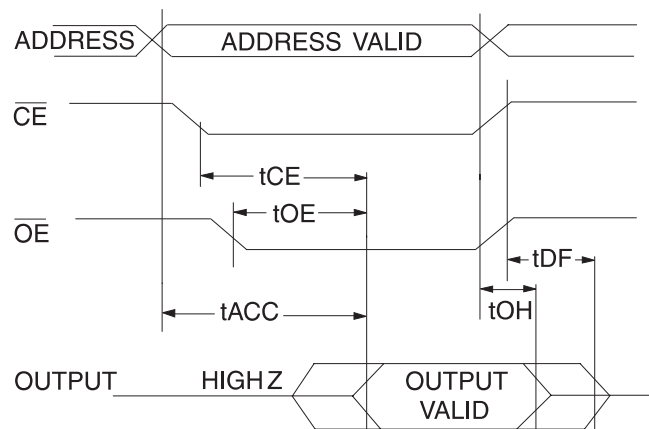 ADDRESS ADDRESS VALID
CE
tCE
tOE
OE
tDF
tOH
tACC
OUTPUT HIGH Z OUTPUT
VALID